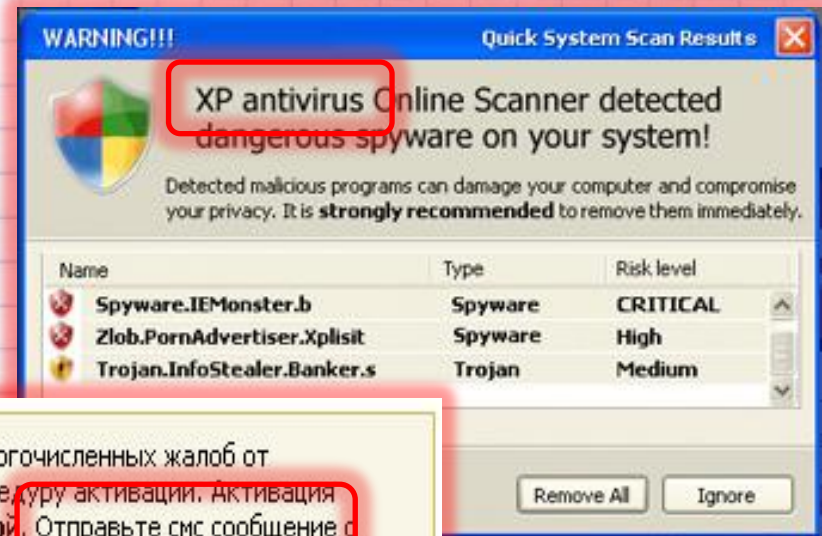 WARNING!!! Quick System Scan Results
XP antivirus Online Scanner detected
dangerous spyware on your system!
Detected malicious programs can damage your computer and compromise
your privacy. It is strongly recommended to remove them immediately.
Name Type Risk level
Spyware.IEMonster.b Spyware CRITICAL
Zlob.PornAdvertiser.Xplisit Spyware High
Trojan.InfoStealer.Banker.s Trojan Medium
Remove All Ignore
жалоб от
активации. Активация
Отправьте смс сообщение с